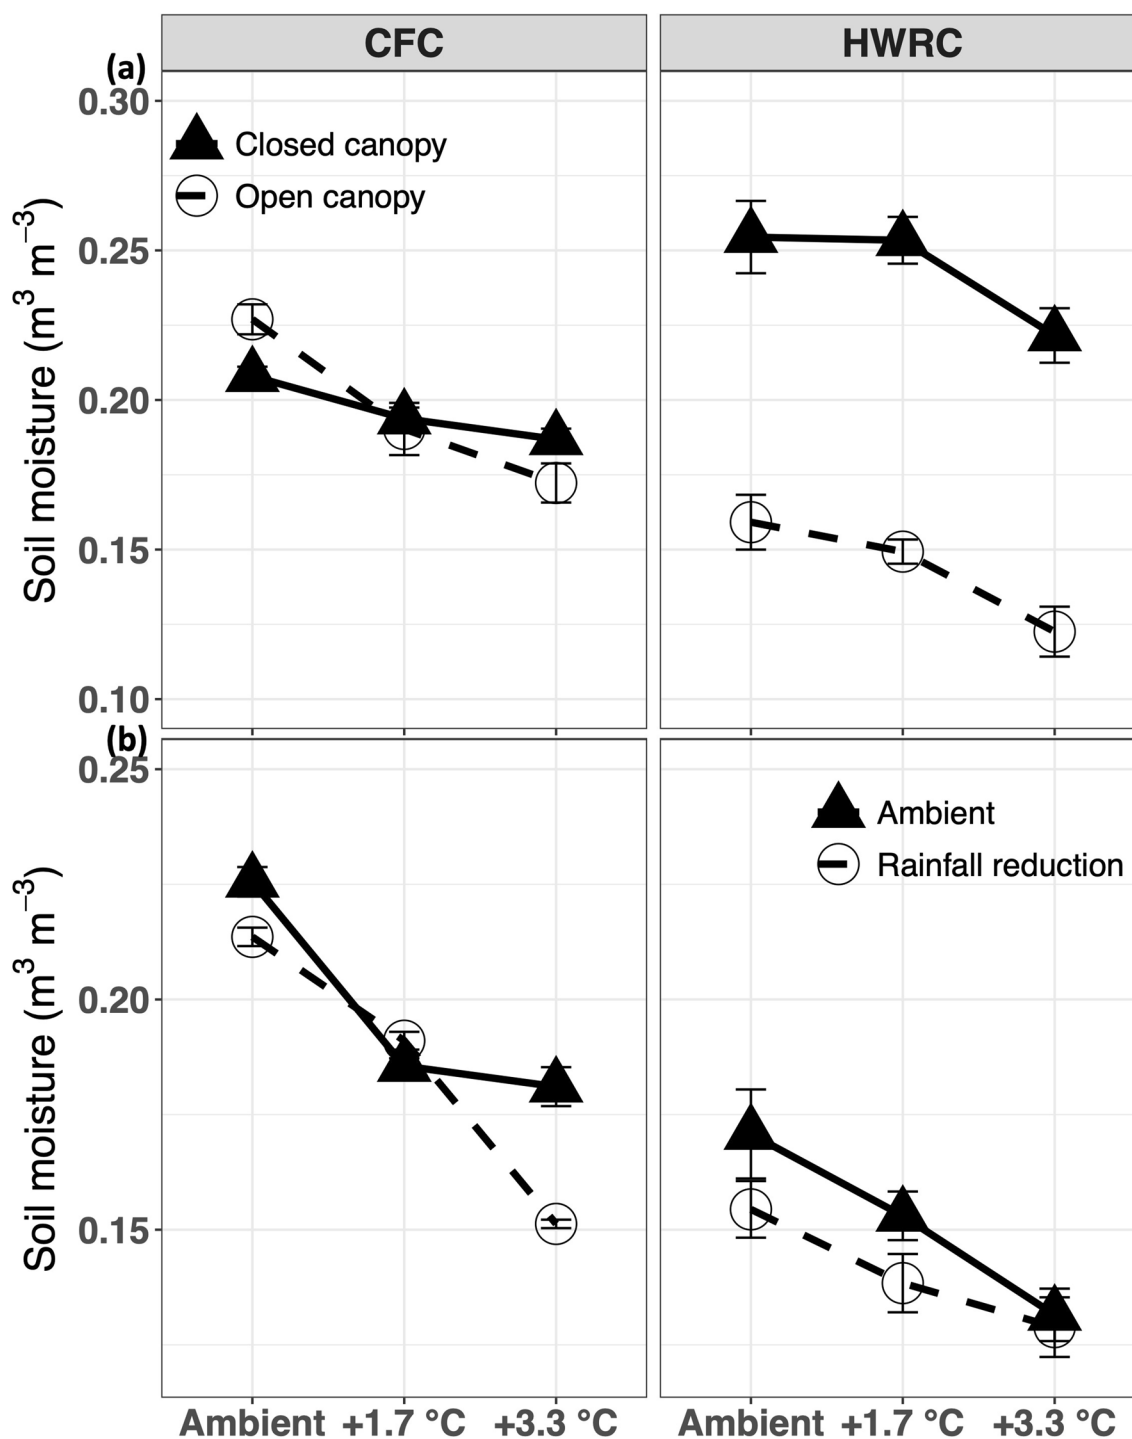 CFC HWRC
(a)
0.30
Closed canopy
Open canopy
0.25
0.20
0.15
0.10
Soil moisture (m³ m⁻³)
(b)
0.25
Ambient
Rainfall reduction
0.20
0.15
Soil moisture (m³ m⁻³)
Ambient +1.7 °C +3.3 °C Ambient +1.7 °C +3.3 °C